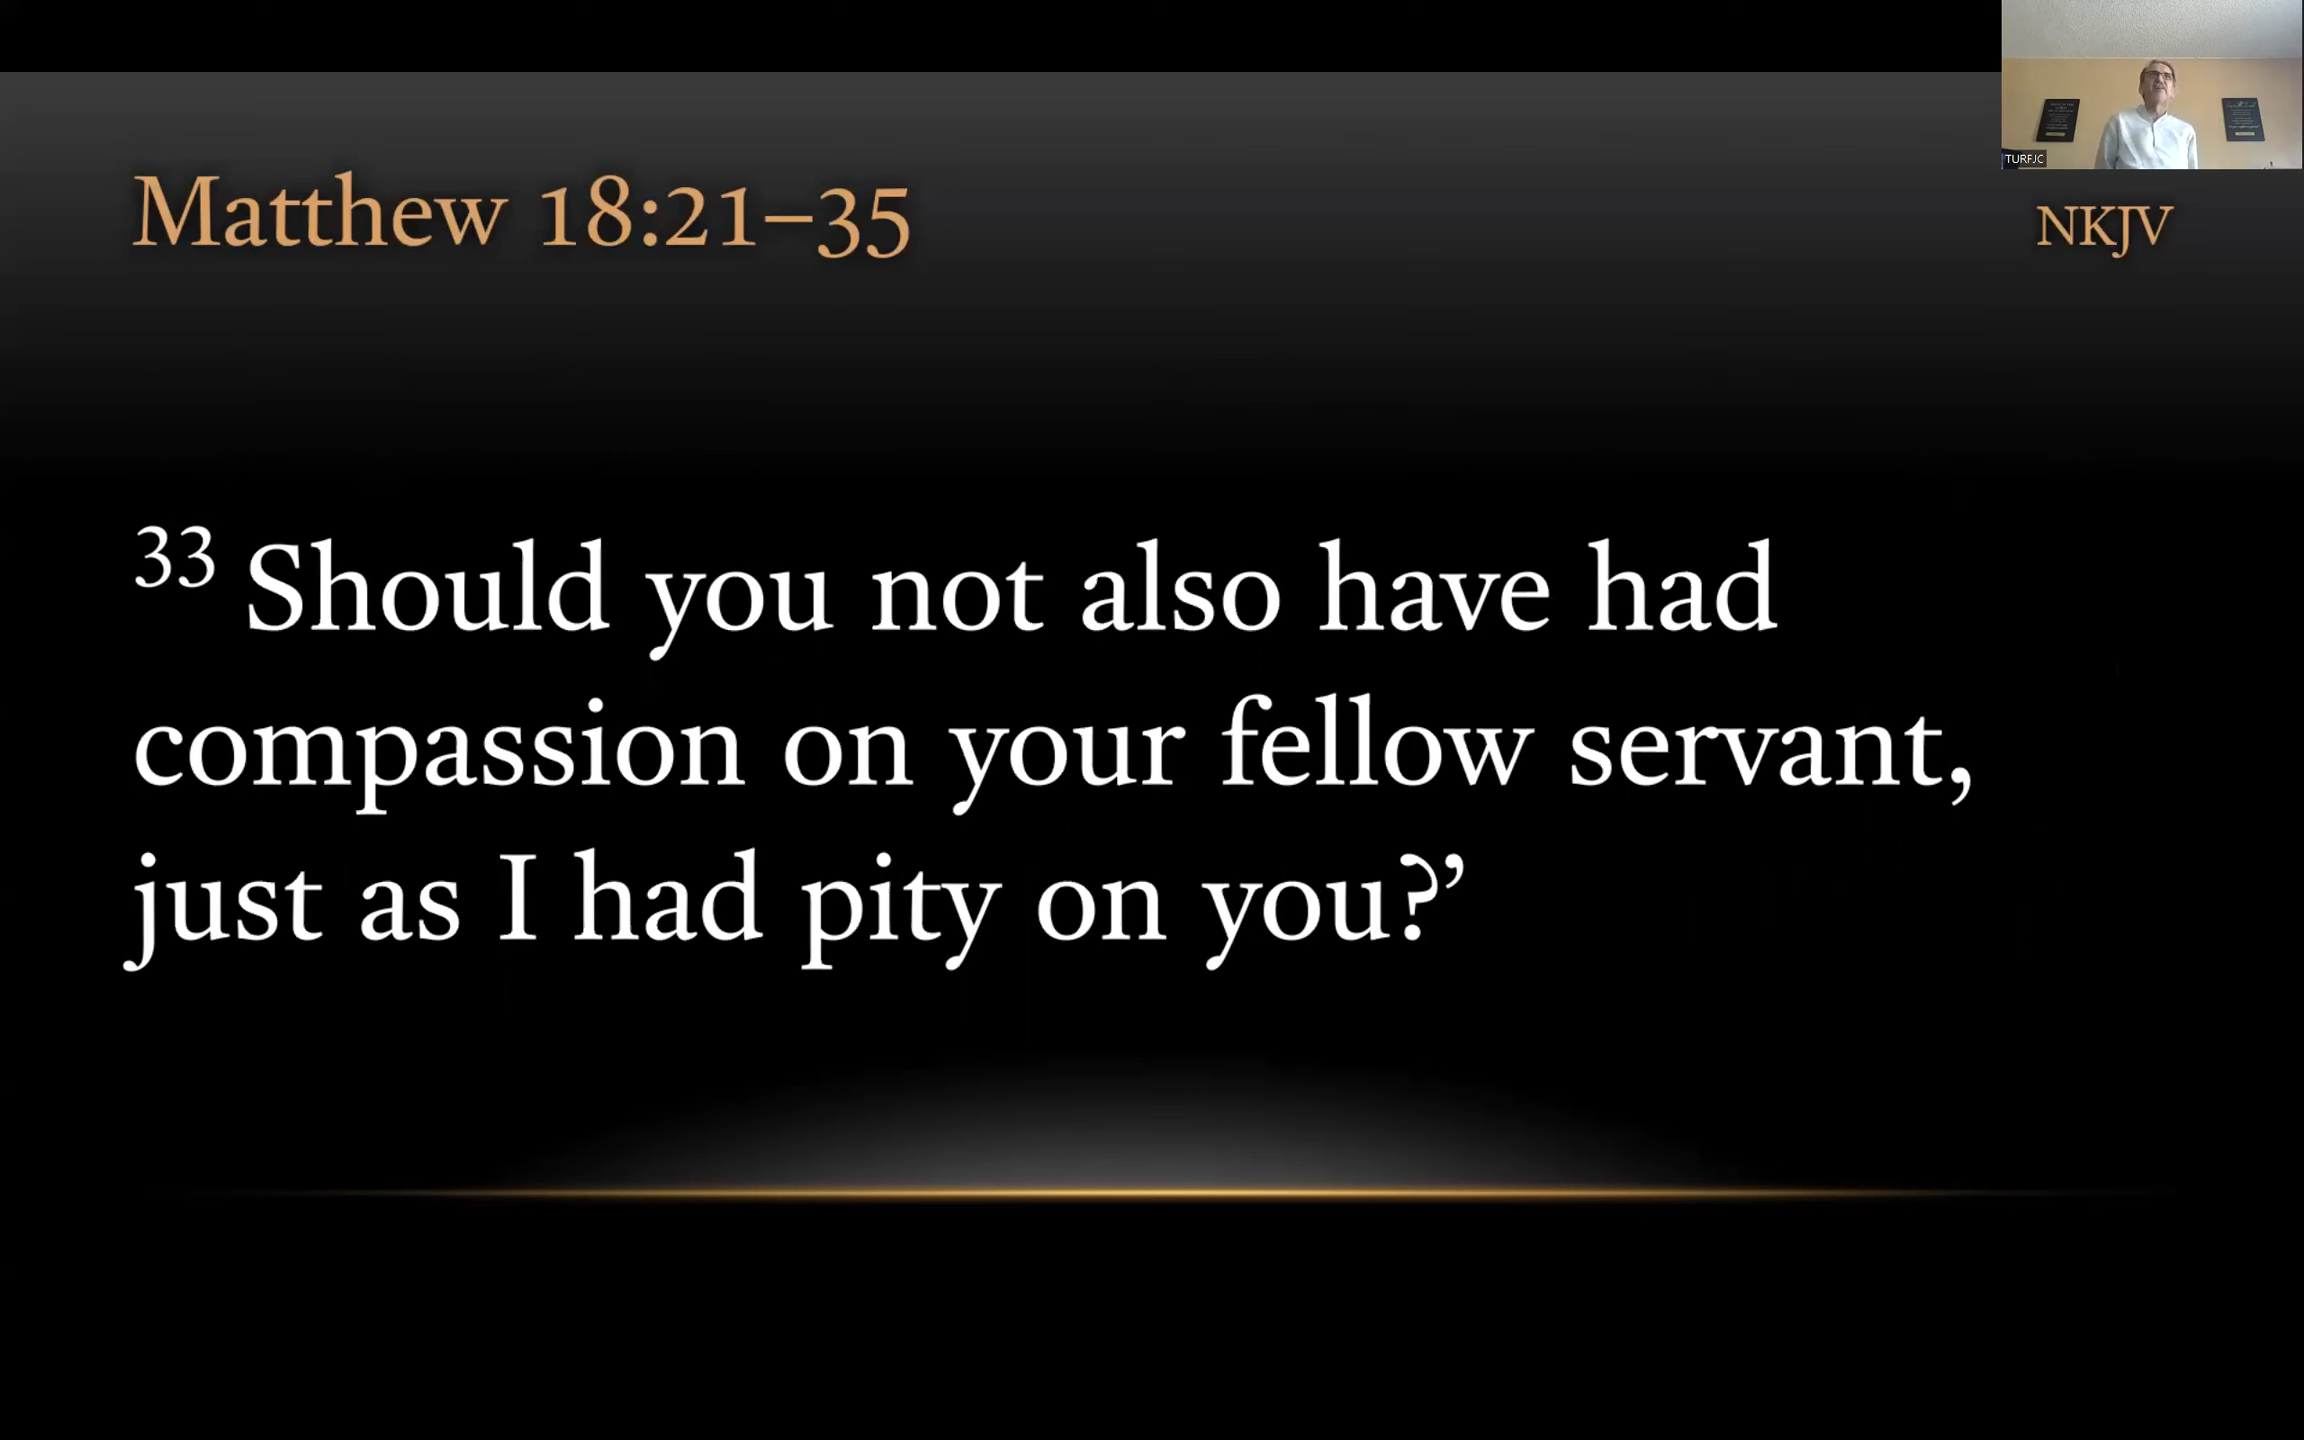 Matthew 18:21–35
NKJV
TURFJC
33 Should you not also have had
compassion on your fellow servant,
just as I had pity on you?’